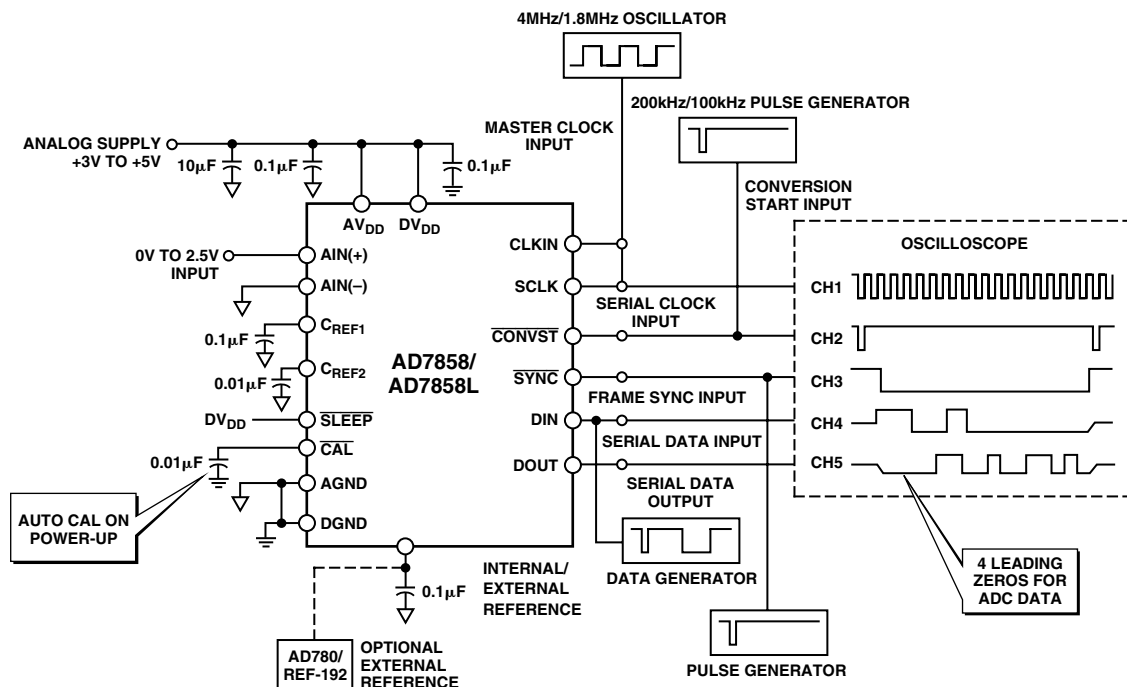 4MHz/1.8MHz OSCILLATOR
200kHz/100kHz PULSE GENERATOR
MASTER CLOCK
INPUT
CONVERSION
START INPUT
ANALOG SUPPLY
+3V TO +5V
10μF
0.1μF
0.1μF
AVDD
DVDD
0V TO 2.5V
INPUT
AIN(+)
AIN(–)
CREF1
0.1μF
CREF2
0.01μF
DVDD
SLEEP
CAL
0.01μF
AGND
DGND
AUTO CAL ON
POWER-UP
AD7858/
AD7858L
CLKIN
SCLK
CONVST
SYNC
DIN
DOUT
SERIAL CLOCK
INPUT
FRAME SYNC INPUT
SERIAL DATA INPUT
SERIAL DATA
OUTPUT
OSCILLOSCOPE
CH1
CH2
CH3
CH4
CH5
4 LEADING
ZEROS FOR
ADC DATA
DATA GENERATOR
PULSE GENERATOR
INTERNAL/
EXTERNAL
REFERENCE
0.1μF
AD780/
REF-192
OPTIONAL
EXTERNAL
REFERENCE